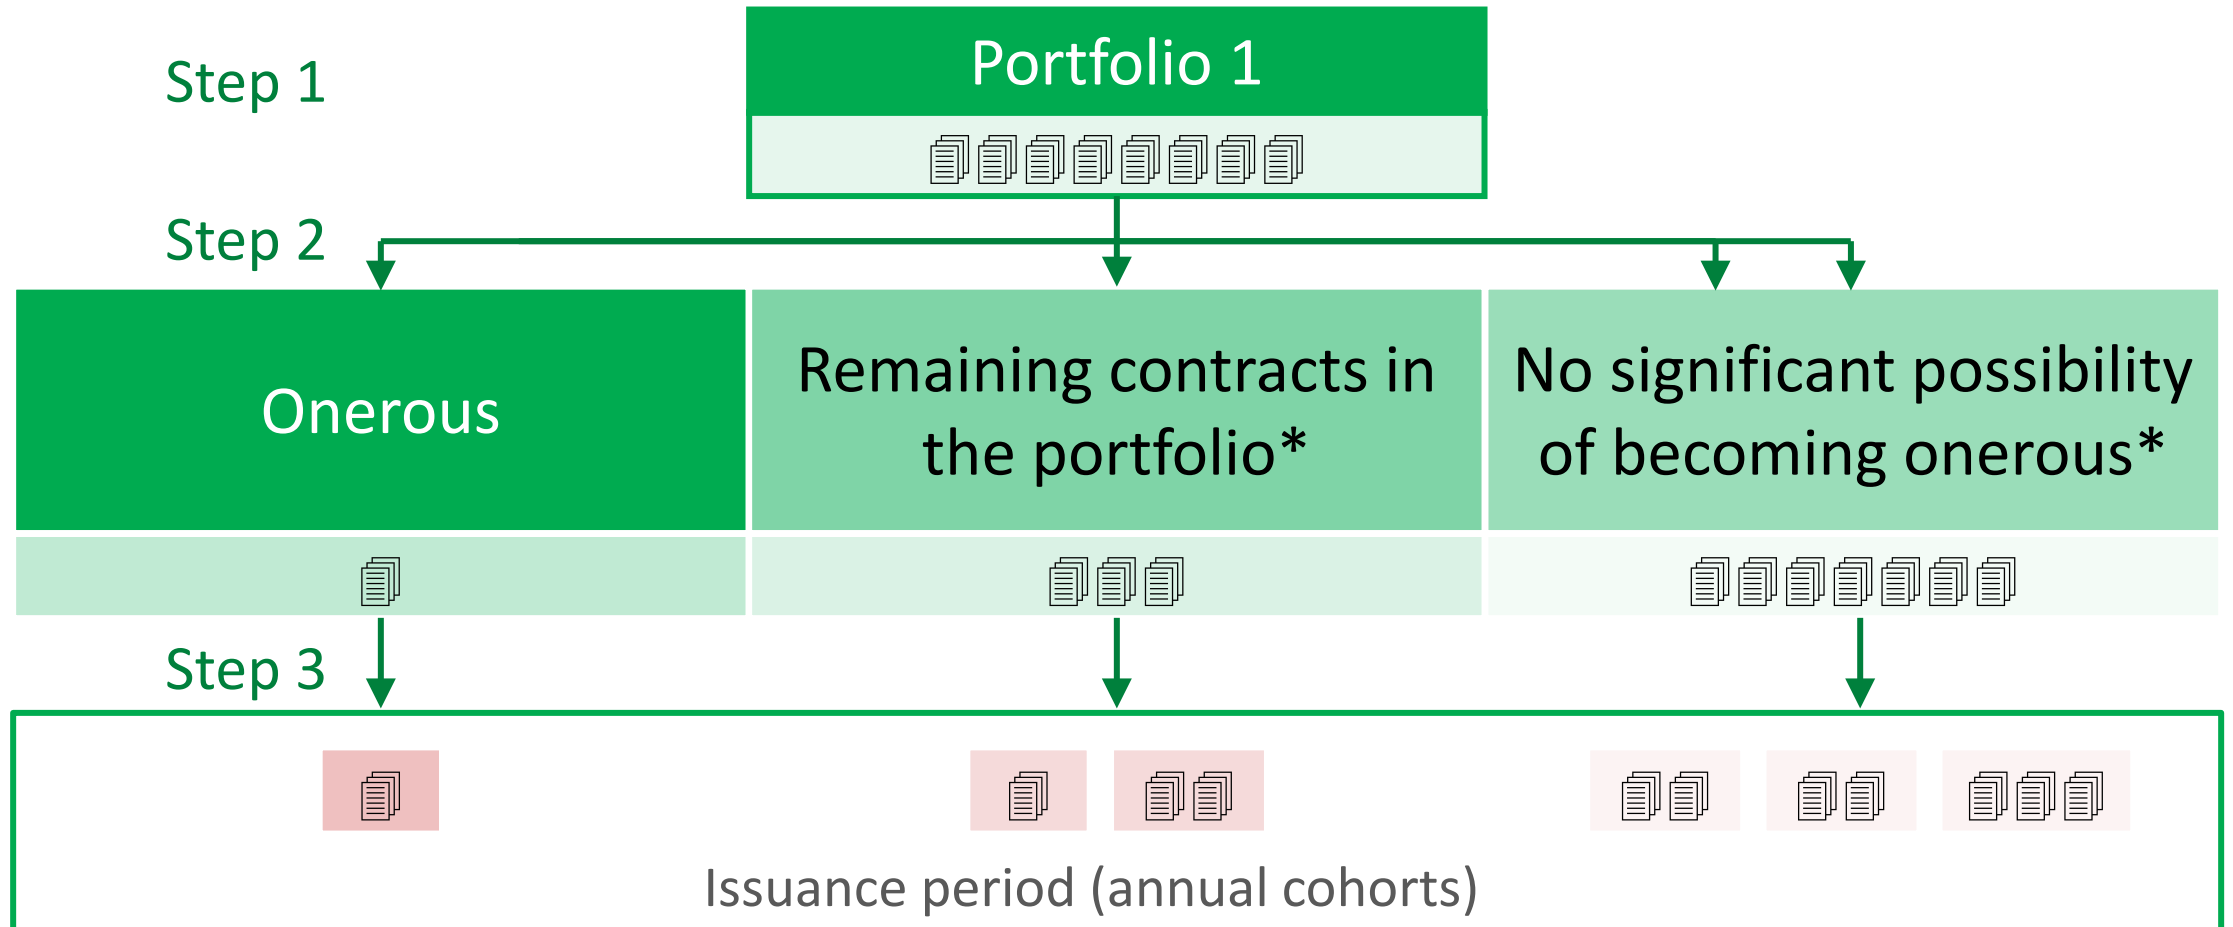 Step 1
Portfolio 1
Step 2
Onerous
Remaining contracts in
the portfolio*
No significant possibility
of becoming onerous*
Step 3
Issuance period (annual cohorts)